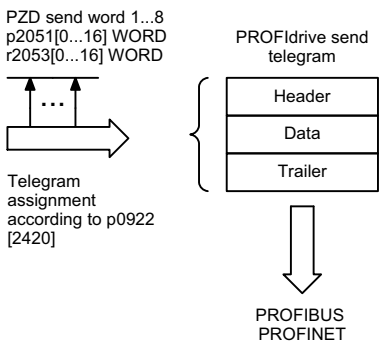 PZD send word 1...8
p2051[0...16] WORD
r2053[0...16] WORD
...
Telegram
assignment
according to p0922
[2420]
PROFIdrive send
telegram
Header
Data
Trailer
PROFIBUS
PROFINET